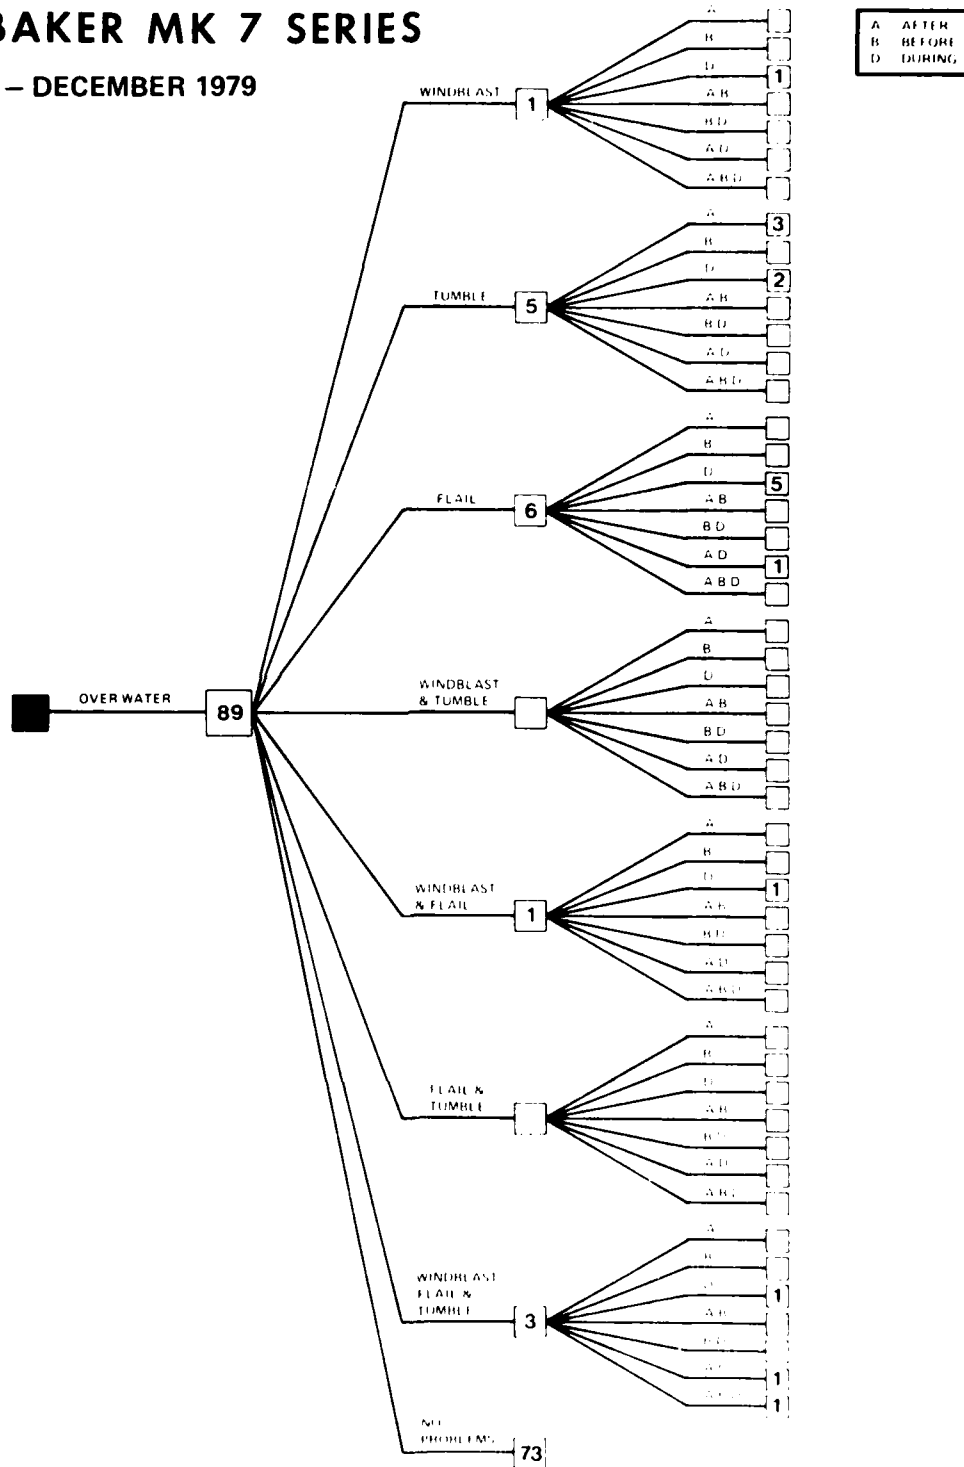 BAKER MK 7 SERIES
– DECEMBER 1979
A AFTER
B BEFORE
D DURING
OVER WATER
89
WINDBLAST
1
A
B
D 1
A B
B D
A D
A B D
TUMBLE
5
A 3
B
D 2
A B
B D
A D
A B D
FLAIL
6
A
B
D 5
A B
B D
A D 1
A B D
WINDBLAST
& TUMBLE
A
B
D
A B
B D
A D
A B D
WINDBLAST
& FLAIL
1
A
B
D 1
A B
B D
A D
A B D
FLAIL &
TUMBLE
A
B
D
A B
A D
WINDBLAST
FLAIL &
TUMBLE
3
A
B
1
A B
B D
1
1
NO
PROBLEMS
73